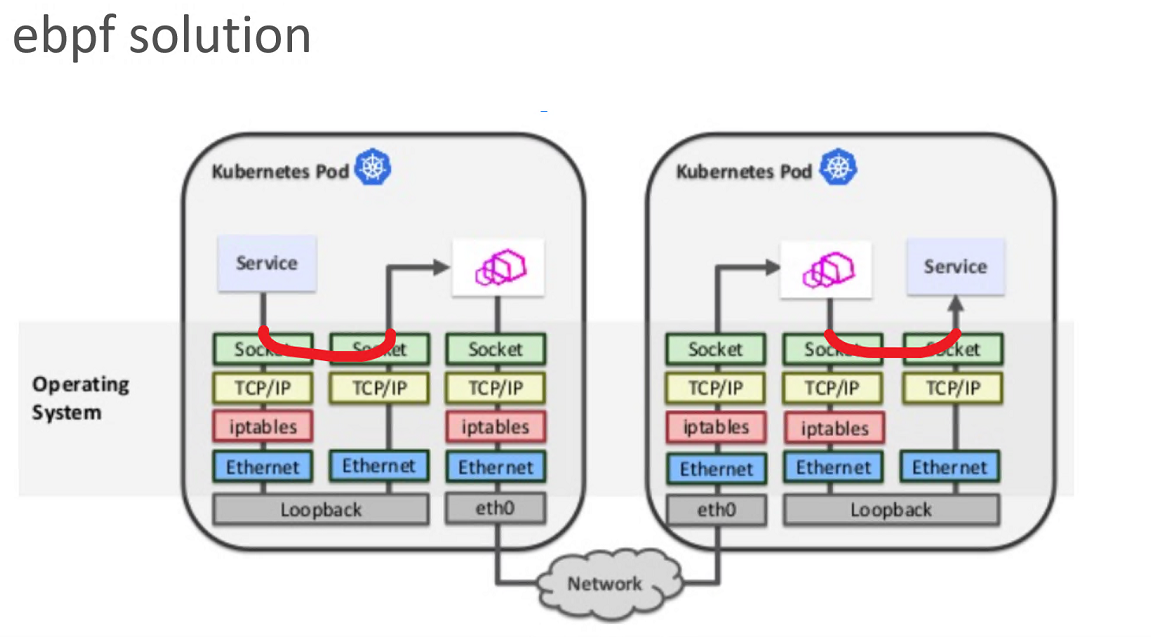 ebpf solution
Kubernetes Pod
Kubernetes Pod
Service
Service
Operating
System
Socket Socket Socket
TCP/IP TCP/IP TCP/IP
iptables iptables
Ethernet Ethernet Ethernet
Loopback eth0
Socket Socket Socket
TCP/IP TCP/IP TCP/IP
iptables iptables
Ethernet Ethernet Ethernet
eth0 Loopback
Network